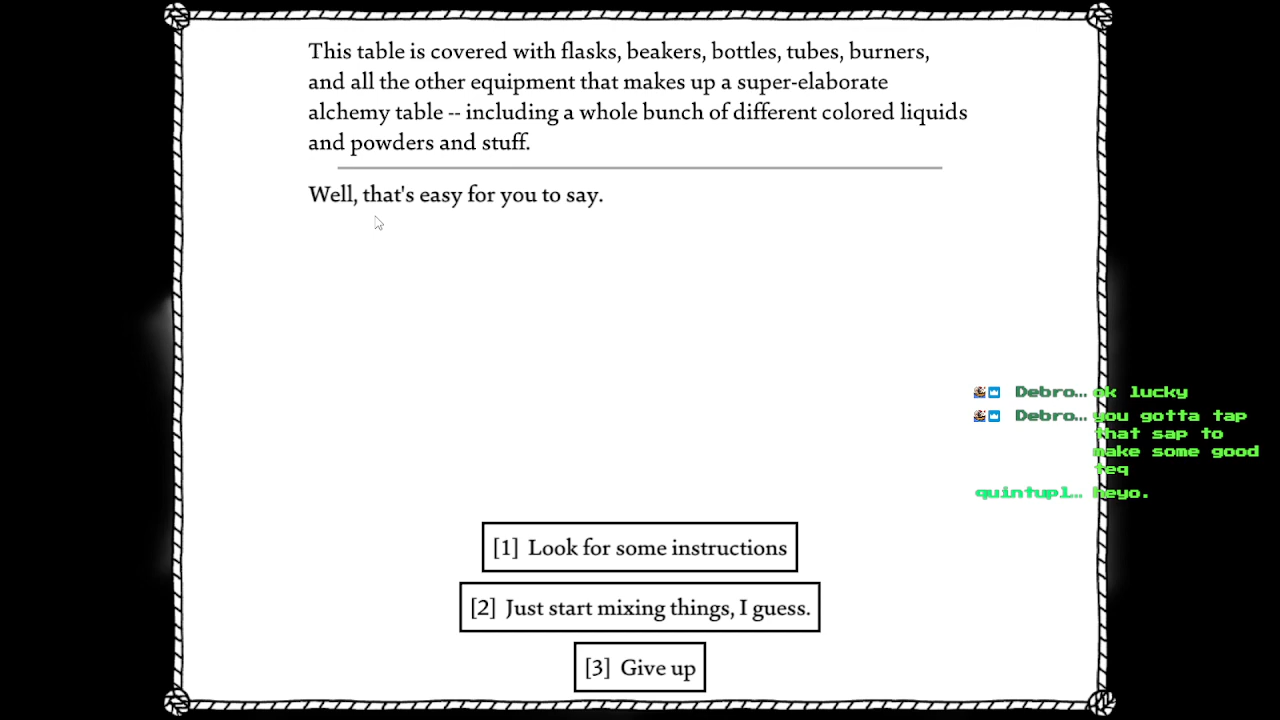 This table is covered with flasks, beakers, bottles, tubes, burners,
and all the other equipment that makes up a super-elaborate
alchemy table -- including a whole bunch of different colored liquids
and powders and stuff.
Well, that's easy for you to say.
Debro... ok lucky
Debro... you gotta tap
that sap to
make some good
teq
quintupl... heyo.
[1] Look for some instructions
[2] Just start mixing things, I guess.
[3] Give up